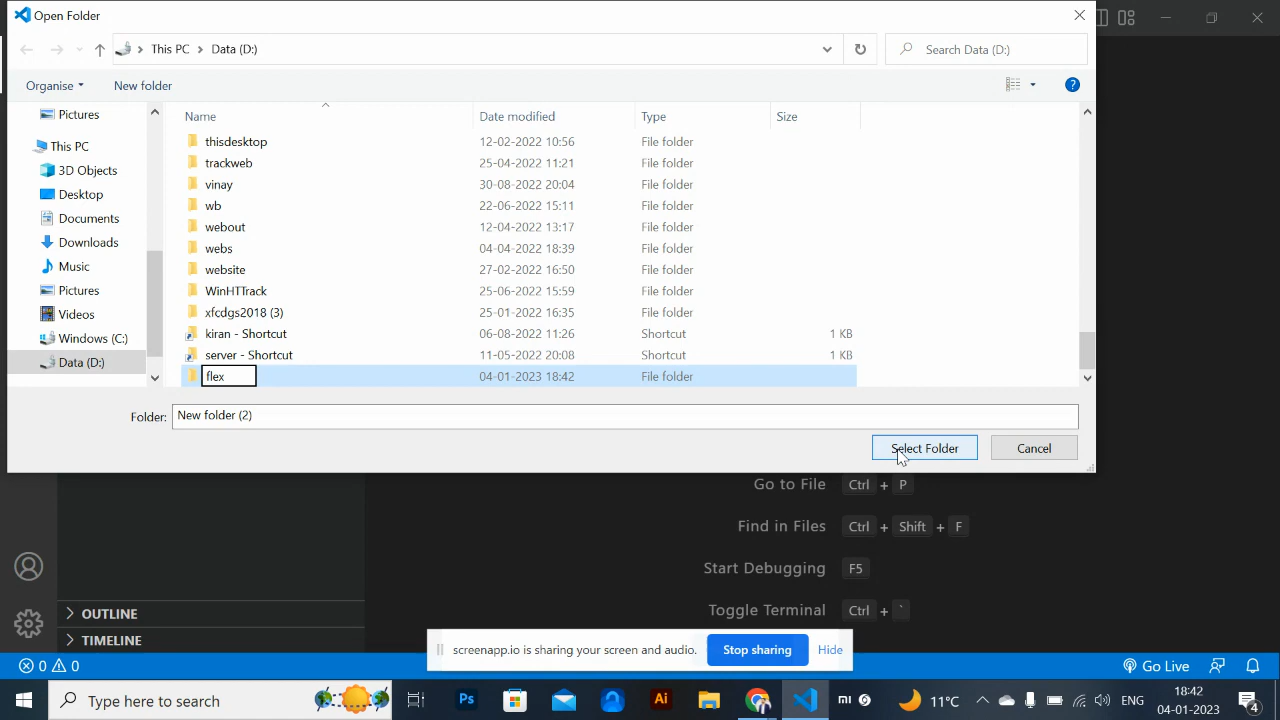 Open Folder
This PC
Data (D:)
Search Data (D:)
Organise
New folder
?
Pictures
This PC
3D Objects
Desktop
Documents
Downloads
Music
Pictures
Videos
Windows (C:)
Data (D:)
Name Date modified Type Size
thisdesktop 12-02-2022 10:56 File folder
trackweb 25-04-2022 11:21 File folder
vinay 30-08-2022 20:04 File folder
wb 22-06-2022 15:11 File folder
webout 12-04-2022 13:17 File folder
webs 04-04-2022 18:39 File folder
website 27-02-2022 16:50 File folder
WinHTTrack 25-06-2022 15:59 File folder
xfcdgs2018 (3) 25-01-2022 16:35 File folder
kiran - Shortcut 06-08-2022 11:26 Shortcut 1 KB
server - Shortcut 11-05-2022 20:08 Shortcut 1 KB
flex 04-01-2023 18:42 File folder
Folder: New folder (2)
Select Folder Cancel
Go to File Ctrl + P
Find in Files Ctrl + Shift + F
Start Debugging F5
Toggle Terminal Ctrl + `
OUTLINE
TIMELINE
screenapp.io is sharing your screen and audio. Stop sharing Hide
0 0
Go Live
Type here to search
Ps
Ai
mi
11°C
ENG
18:42
04-01-2023
4